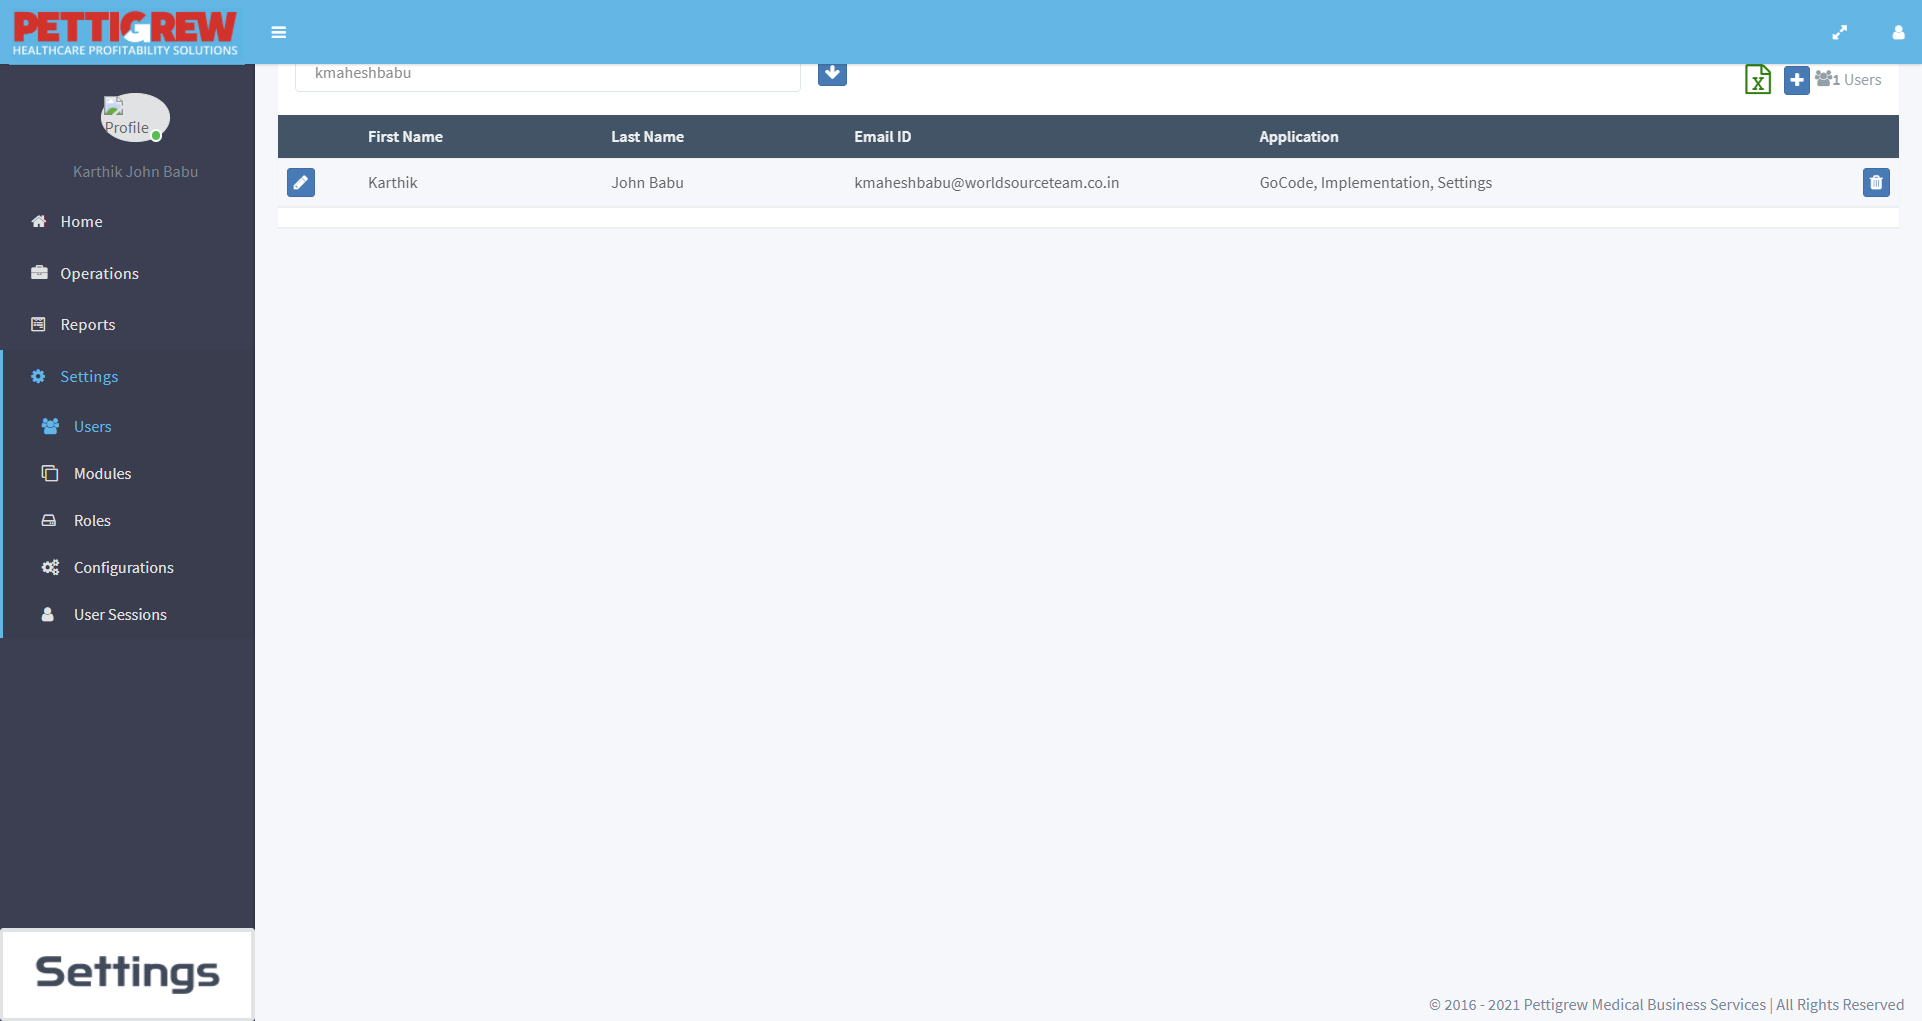 PETTIGREW
HEALTHCARE PROFITABILITY SOLUTIONS
kmaheshbabu
1 Users
Profile
Karthik John Babu
Home
Operations
Reports
Settings
Users
Modules
Roles
Configurations
User Sessions
First Name Last Name Email ID Application
Karthik John Babu kmaheshbabu@worldsourceteam.co.in GoCode, Implementation, Settings
Settings
© 2016 - 2021 Pettigrew Medical Business Services | All Rights Reserved